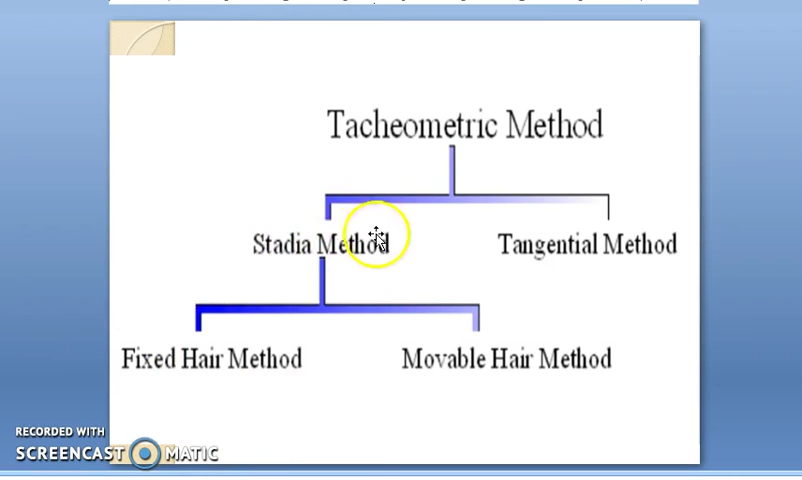 Tacheometric Method
Stadia Method
Tangential Method
Fixed Hair Method
Movable Hair Method
RECORDED WITH
SCREENCAST MATIC